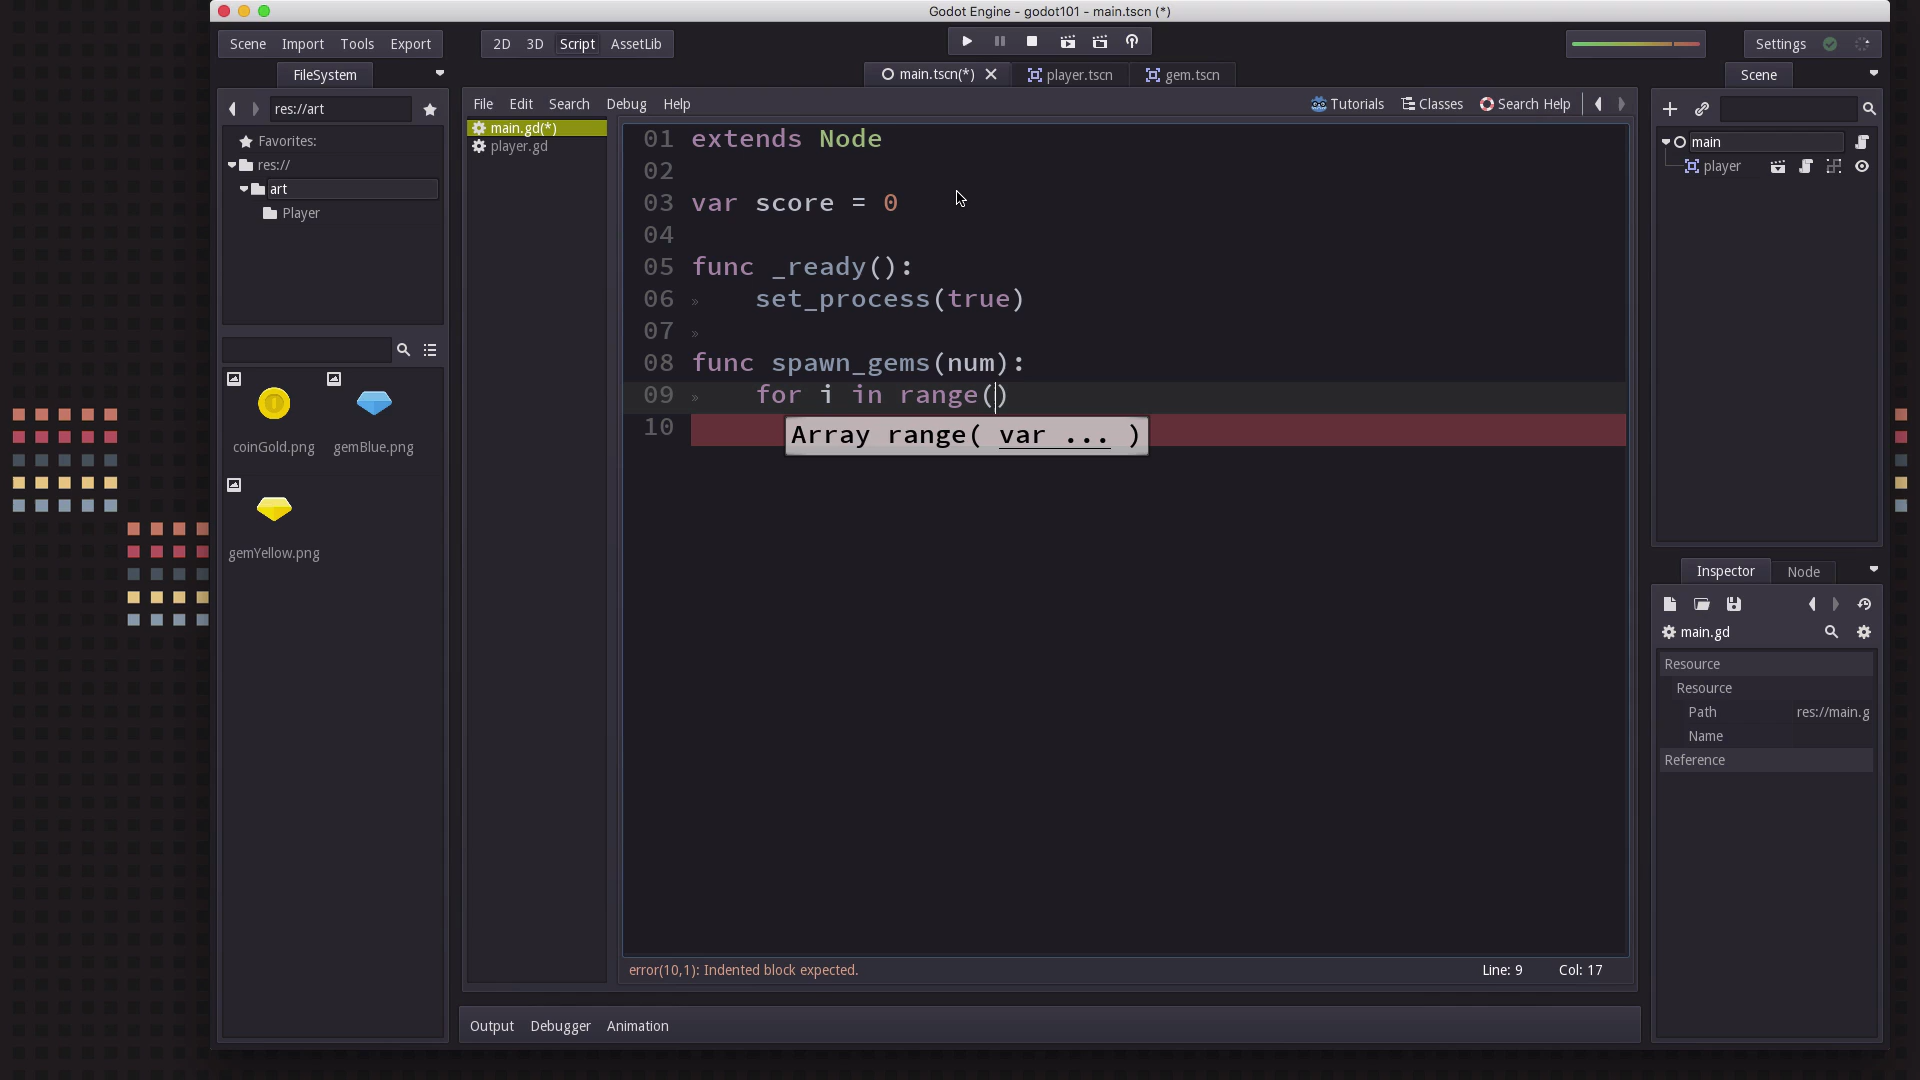 Godot Engine - godot101 - main.tscn (*)
Scene Import Tools Export
2D 3D Script AssetLib
Settings
FileSystem
main.tscn(*)
player.tscn
gem.tscn
Scene
res://art
Favorites:
res://
art
Player
coinGold.png
gemBlue.png
gemYellow.png
File Edit Search Debug Help
Tutorials Classes Search Help
main.gd(*)
player.gd
01 extends Node
02
03 var score = 0
04
05 func _ready():
06 » set_process(true)
07 »
08 func spawn_gems(num):
09 » for i in range()
10
Array range( var ... )
error(10,1): Indented block expected.
Line: 9 Col: 17
Output Debugger Animation
main
player
Inspector Node
main.gd
Resource
Resource
Path res://main.g
Name
Reference